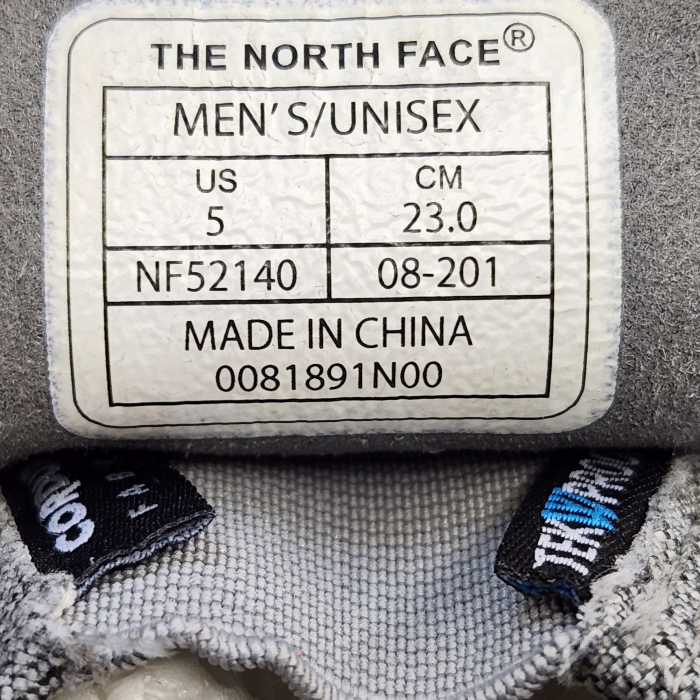 THE NORTH FACE®
MEN'S/UNISEX
US CM
5 23.0
NF52140 08-201
MADE IN CHINA
0081891N00